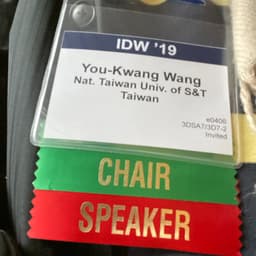 IDW '19
You-Kwang Wang
Nat. Taiwan Univ. of S&T
Taiwan
e0406
3DSA7/3D7-2
Invited
CHAIR
SPEAKER